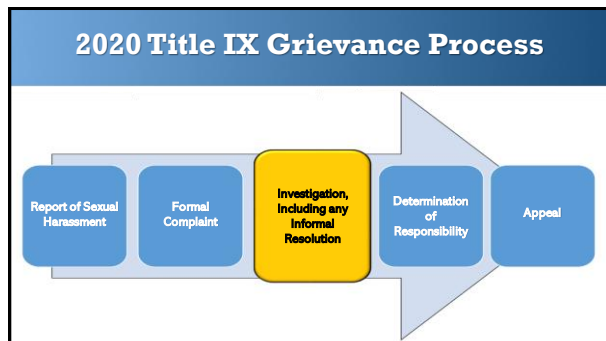 2020 Title IX Grievance Process
Report of Sexual
Harassment
Formal
Complaint
Investigation,
Including any
Informal
Resolution
Determination
of
Responsibility
Appeal